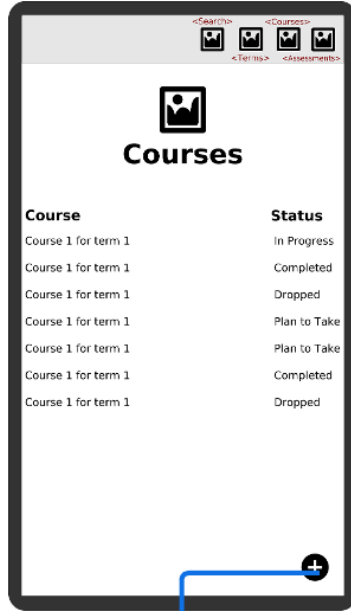 <Search>
<Courses>
<Terms>
<Assessments>
Courses
Course Status
Course 1 for term 1 In Progress
Course 1 for term 1 Completed
Course 1 for term 1 Dropped
Course 1 for term 1 Plan to Take
Course 1 for term 1 Plan to Take
Course 1 for term 1 Completed
Course 1 for term 1 Dropped